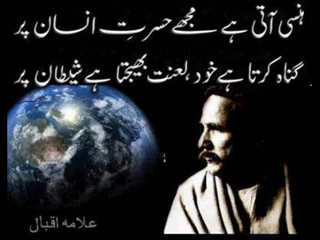 ہنسی آتی ہے مجھے حسرتِ انسان پر
گناہ کرتا ہے خود، لعنت بھیجتا ہے شیطان پر
علامہ اقبال